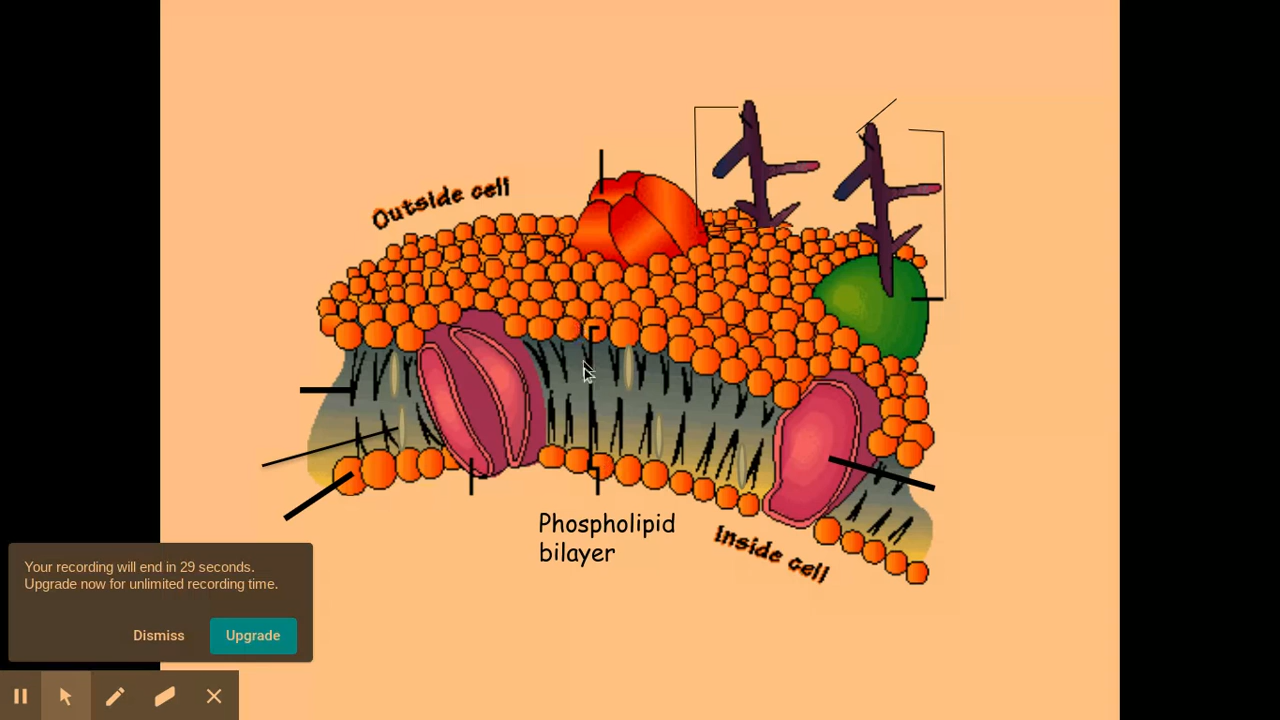 Outside cell
Phospholipid
bilayer
Inside cell
Your recording will end in 29 seconds.
Upgrade now for unlimited recording time.
Dismiss
Upgrade